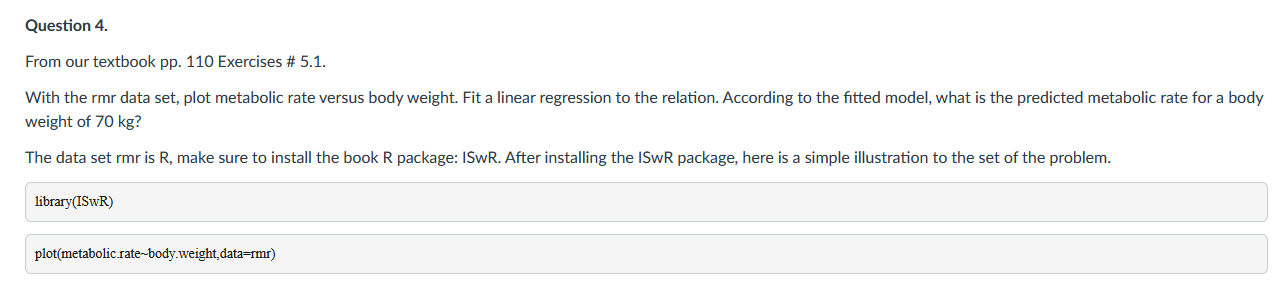 Question 4.
From our textbook pp. 110 Exercises # 5.1.
With the rmr data set, plot metabolic rate versus body weight. Fit a linear regression to the relation. According to the fitted model, what is the predicted metabolic rate for a body
weight of 70 kg?
The data set rmr is R, make sure to install the book R package: ISwR. After installing the ISwR package, here is a simple illustration to the set of the problem.
library(ISwR)
plot(metabolic.rate~body.weight,data=rmr)